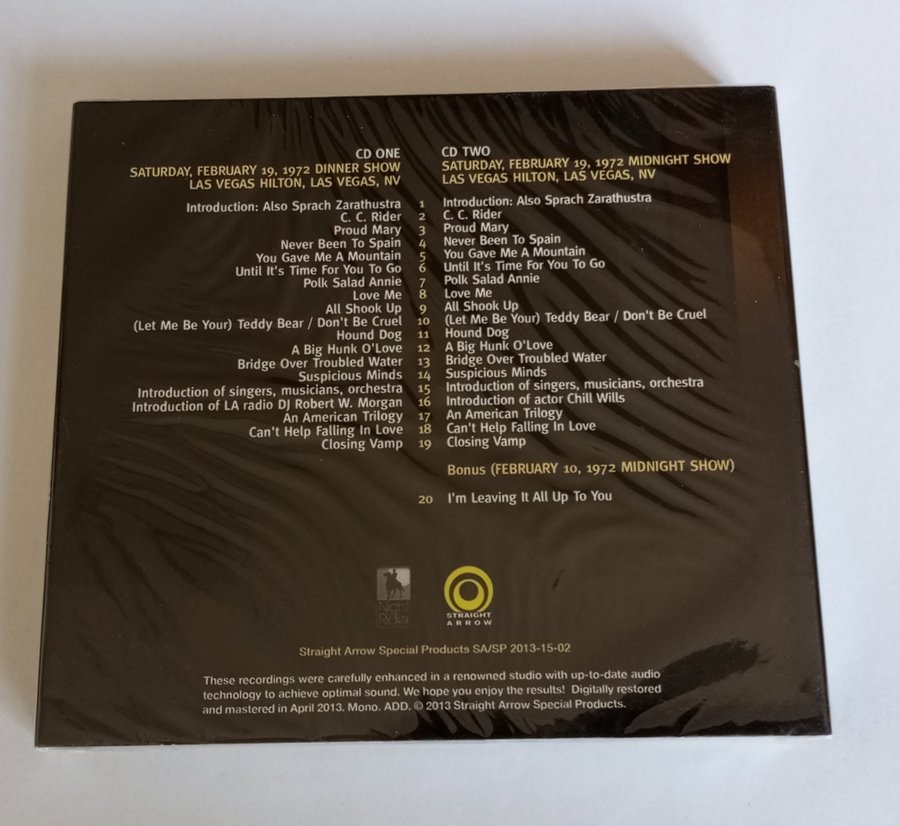 CD ONE
SATURDAY, FEBRUARY 19, 1972 DINNER SHOW
LAS VEGAS HILTON, LAS VEGAS, NV
Introduction: Also Sprach Zarathustra 1
C. C. Rider 2
Proud Mary 3
Never Been To Spain 4
You Gave Me A Mountain 5
Until It's Time For You To Go 6
Polk Salad Annie 7
Love Me 8
All Shook Up 9
(Let Me Be Your) Teddy Bear / Don't Be Cruel 10
Hound Dog 11
A Big Hunk O'Love 12
Bridge Over Troubled Water 13
Suspicious Minds 14
Introduction of singers, musicians, orchestra 15
Introduction of LA radio DJ Robert W. Morgan 16
An American Trilogy 17
Can't Help Falling In Love 18
Closing Vamp 19
CD TWO
SATURDAY, FEBRUARY 19, 1972 MIDNIGHT SHOW
LAS VEGAS HILTON, LAS VEGAS, NV
Introduction: Also Sprach Zarathustra
C. C. Rider
Proud Mary
Never Been To Spain
You Gave Me A Mountain
Until It's Time For You To Go
Polk Salad Annie
Love Me
All Shook Up
(Let Me Be Your) Teddy Bear / Don't Be Cruel
Hound Dog
A Big Hunk O'Love
Bridge Over Troubled Water
Suspicious Minds
Introduction of singers, musicians, orchestra
Introduction of actor Chill Wills
An American Trilogy
Can't Help Falling In Love
Closing Vamp
Bonus (FEBRUARY 10, 1972 MIDNIGHT SHOW)
20 I'm Leaving It All Up To You
Night
Rider
STRAIGHT
ARROW
Straight Arrow Special Products SA/SP 2013-15-02
These recordings were carefully enhanced in a renowned studio with up-to-date audio
technology to achieve optimal sound. We hope you enjoy the results! Digitally restored
and mastered in April 2013. Mono. ADD. © 2013 Straight Arrow Special Products.